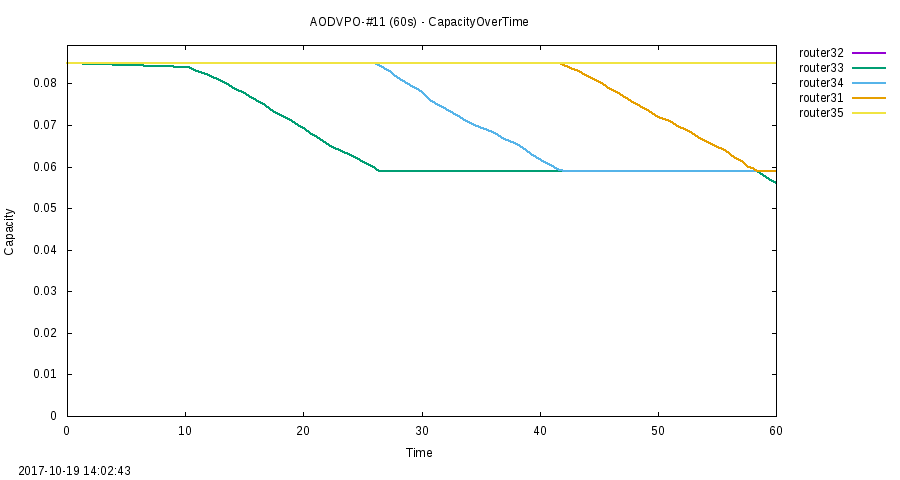 AODVPO-#11 (60s) - CapacityOverTime
router32
router33
router34
router31
router35
0.08
0.07
0.06
0.05
0.04
0.03
0.02
0.01
0
Capacity
0 10 20 30 40 50 60
Time
2017-10-19 14:02:43